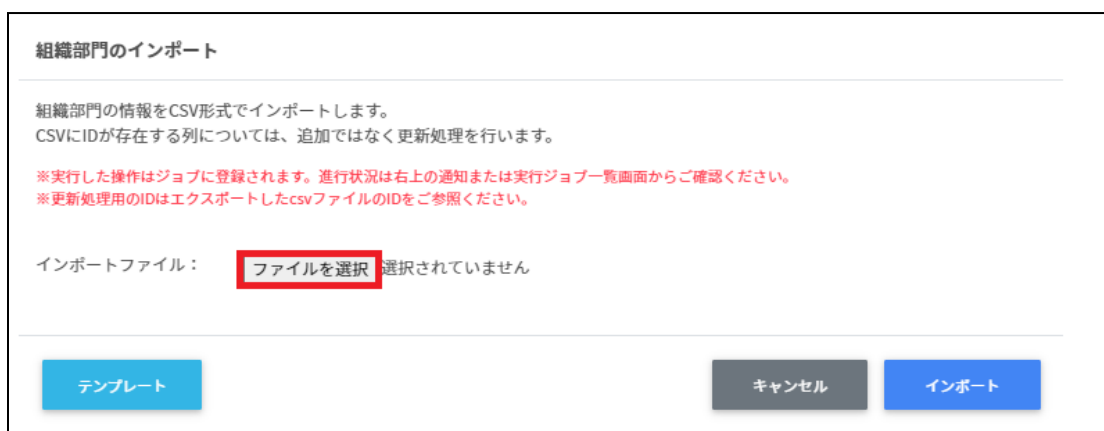 組織部門のインポート
組織部門の情報をCSV形式でインポートします。
CSVにIDが存在する列については、追加ではなく更新処理を行います。
※実行した操作はジョブに登録されます。進行状況は右上の通知または実行ジョブ一覧画面からご確認ください。
※更新処理用のIDはエクスポートしたcsvファイルのIDをご参照ください。
インポートファイル： ファイルを選択 選択されていません
テンプレート キャンセル インポート